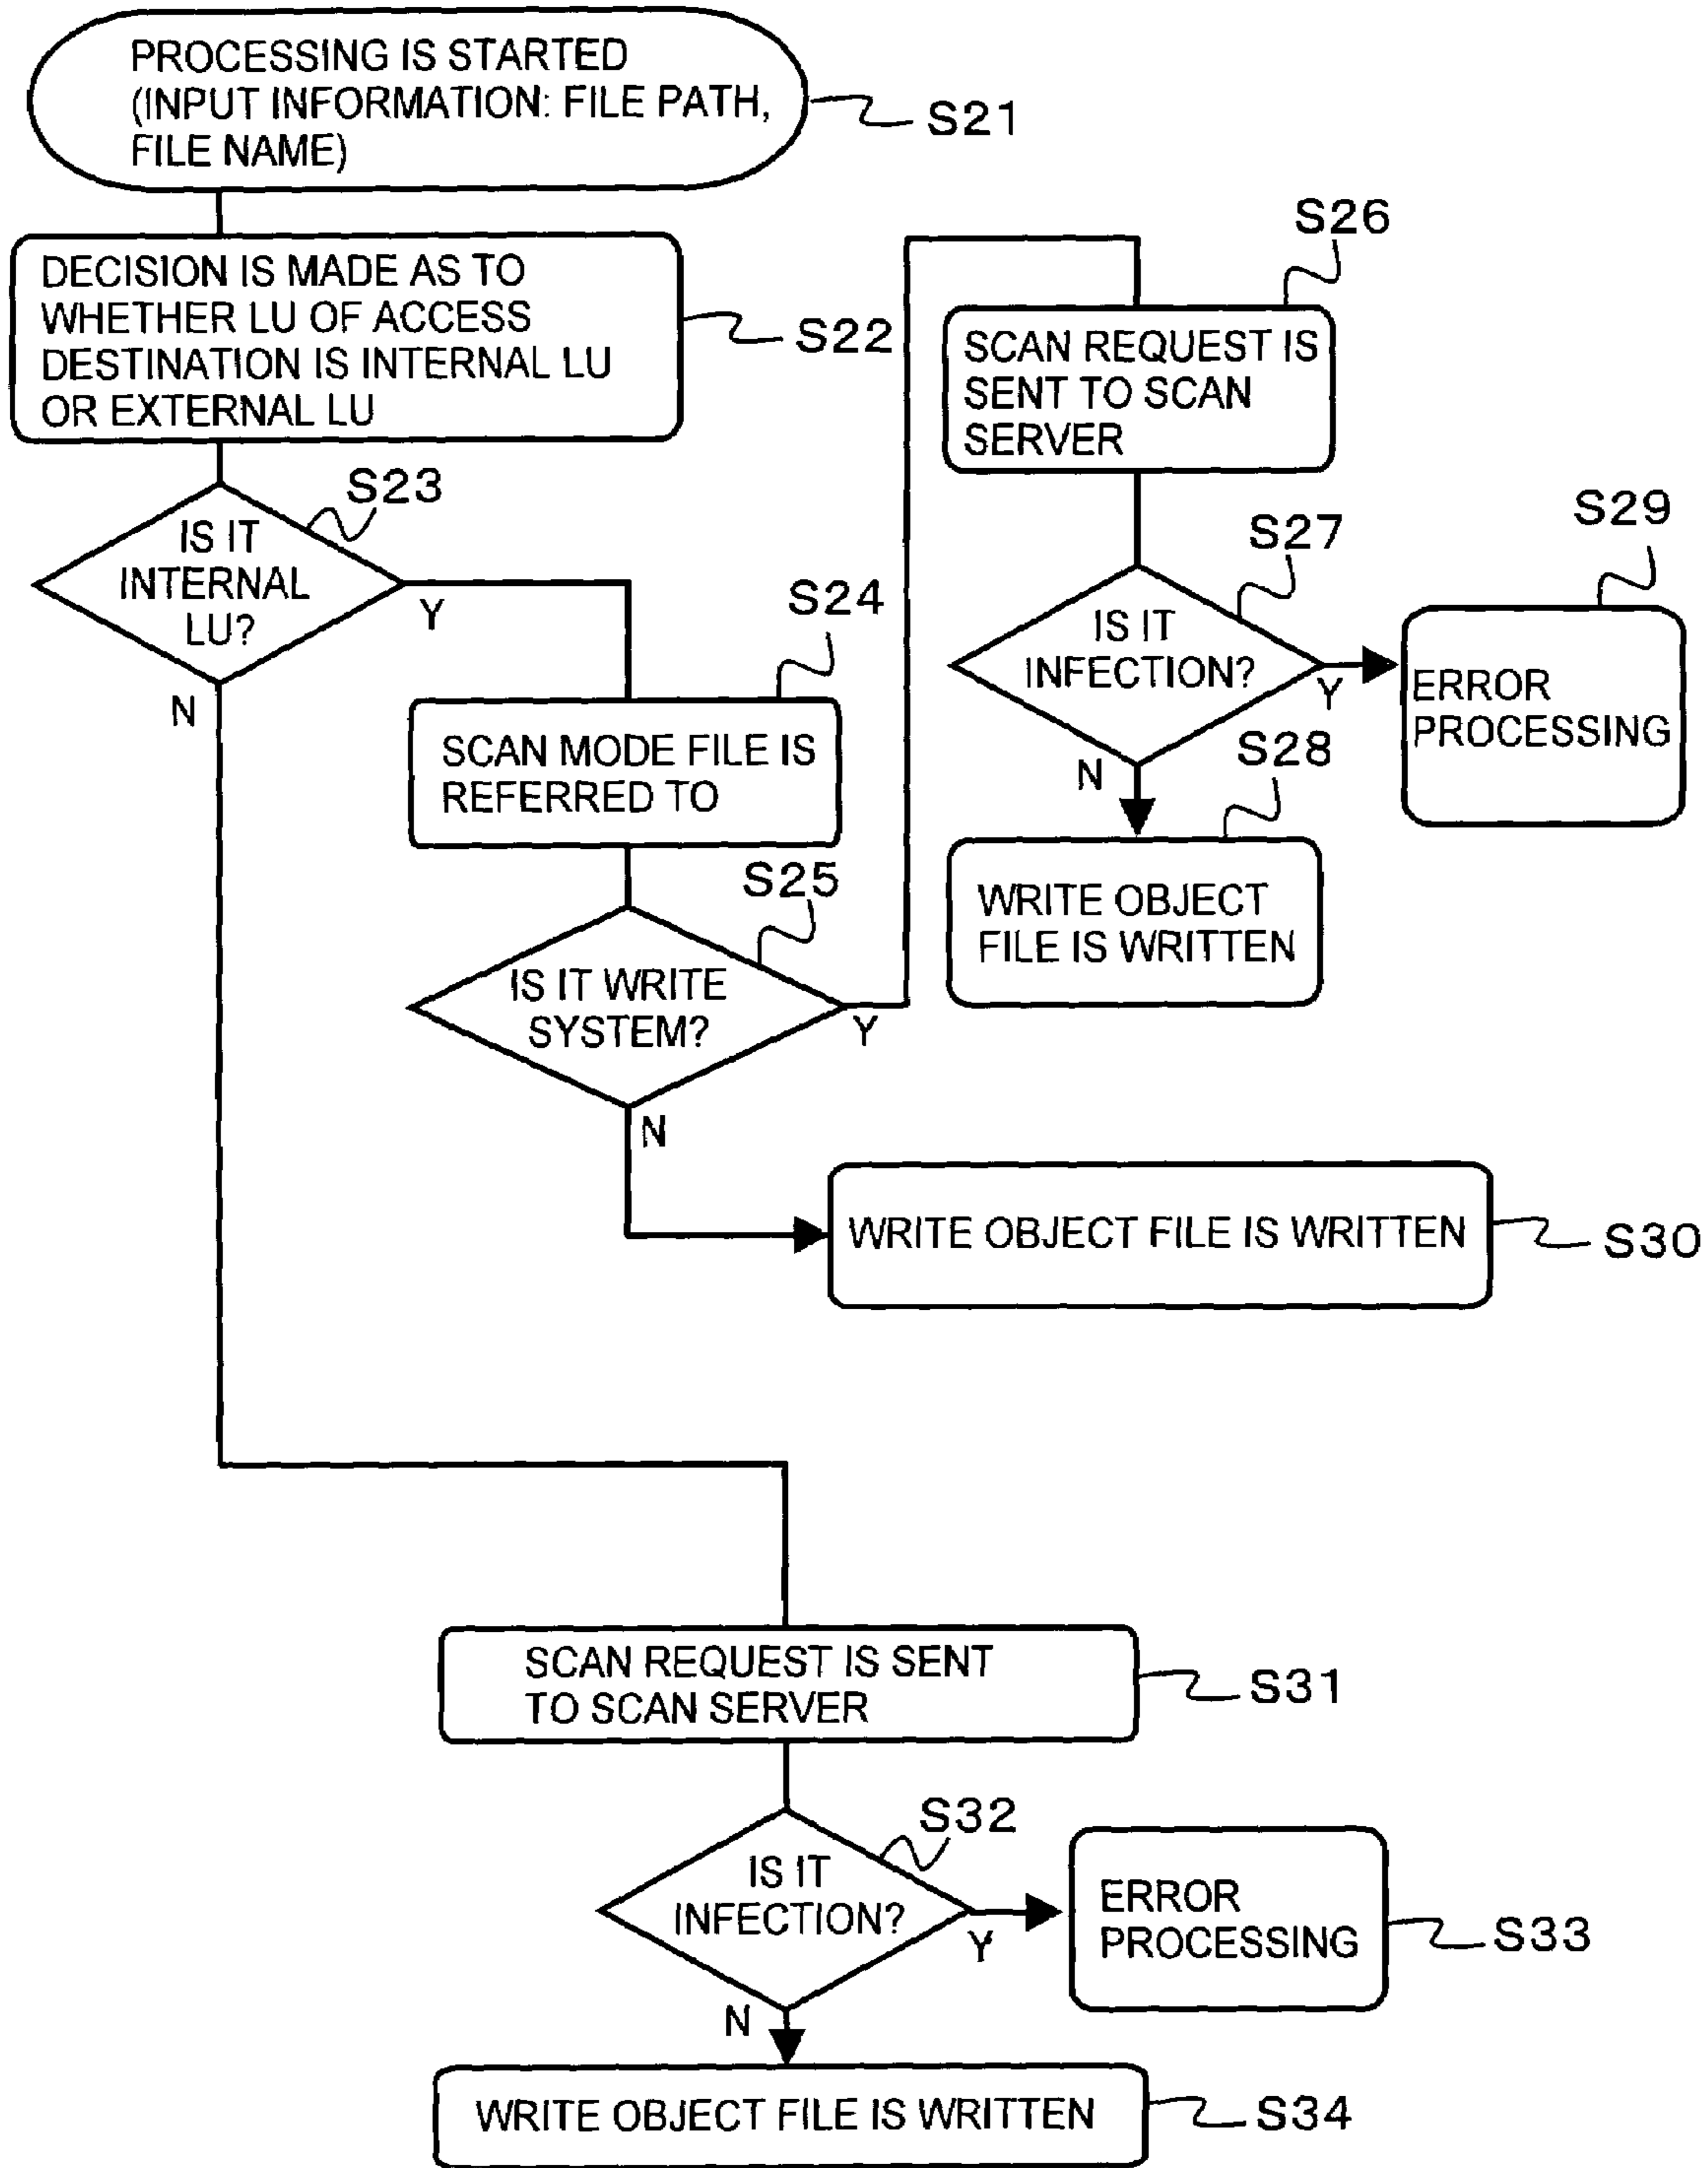 PROCESSING IS STARTED
(INPUT INFORMATION: FILE PATH,
FILE NAME)
S21
DECISION IS MADE AS TO
WHETHER LU OF ACCESS
DESTINATION IS INTERNAL LU
OR EXTERNAL LU
S22
S23
IS IT
INTERNAL
LU?
Y
N
S24
SCAN MODE FILE IS
REFERRED TO
S25
IS IT WRITE
SYSTEM?
Y
N
S26
SCAN REQUEST IS
SENT TO SCAN
SERVER
S27
IS IT
INFECTION?
Y
N
S29
ERROR
PROCESSING
S28
WRITE OBJECT
FILE IS WRITTEN
WRITE OBJECT FILE IS WRITTEN
S30
SCAN REQUEST IS SENT
TO SCAN SERVER
S31
S32
IS IT
INFECTION?
Y
N
ERROR
PROCESSING
S33
WRITE OBJECT FILE IS WRITTEN
S34